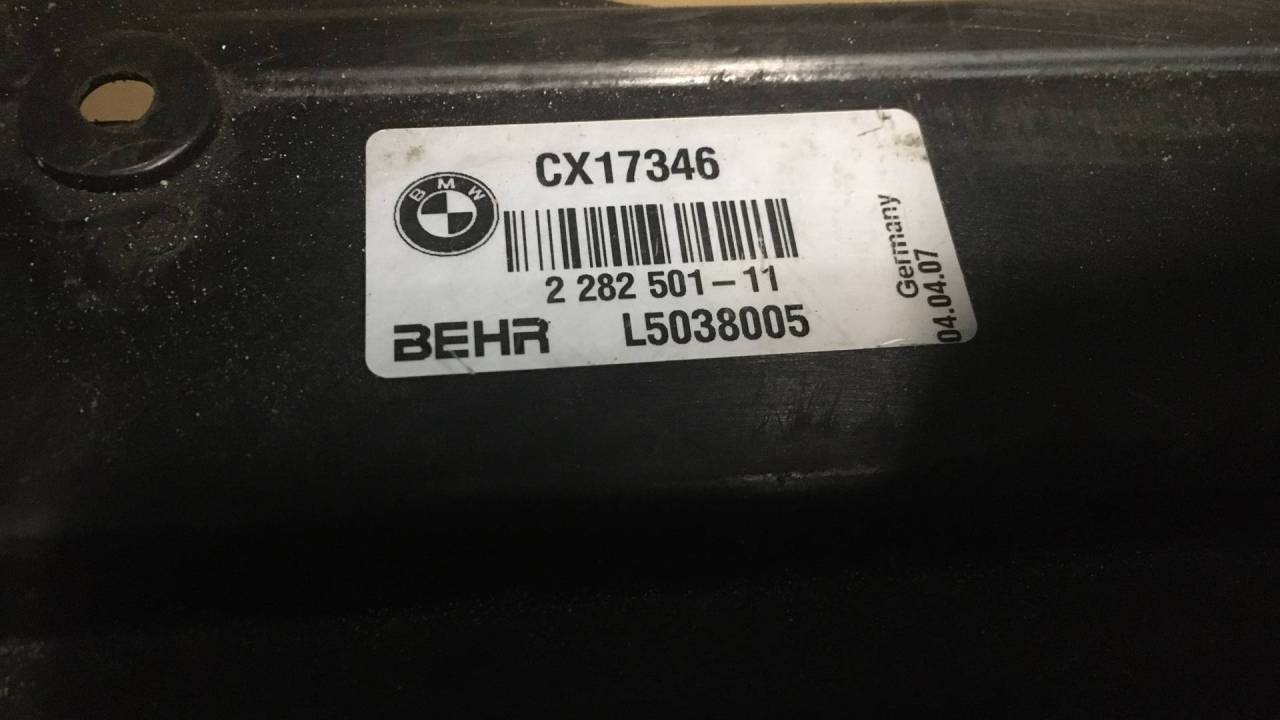 CX17346
BMW
2 282 501-11
BEHR L5038005
Germany
04.04.07